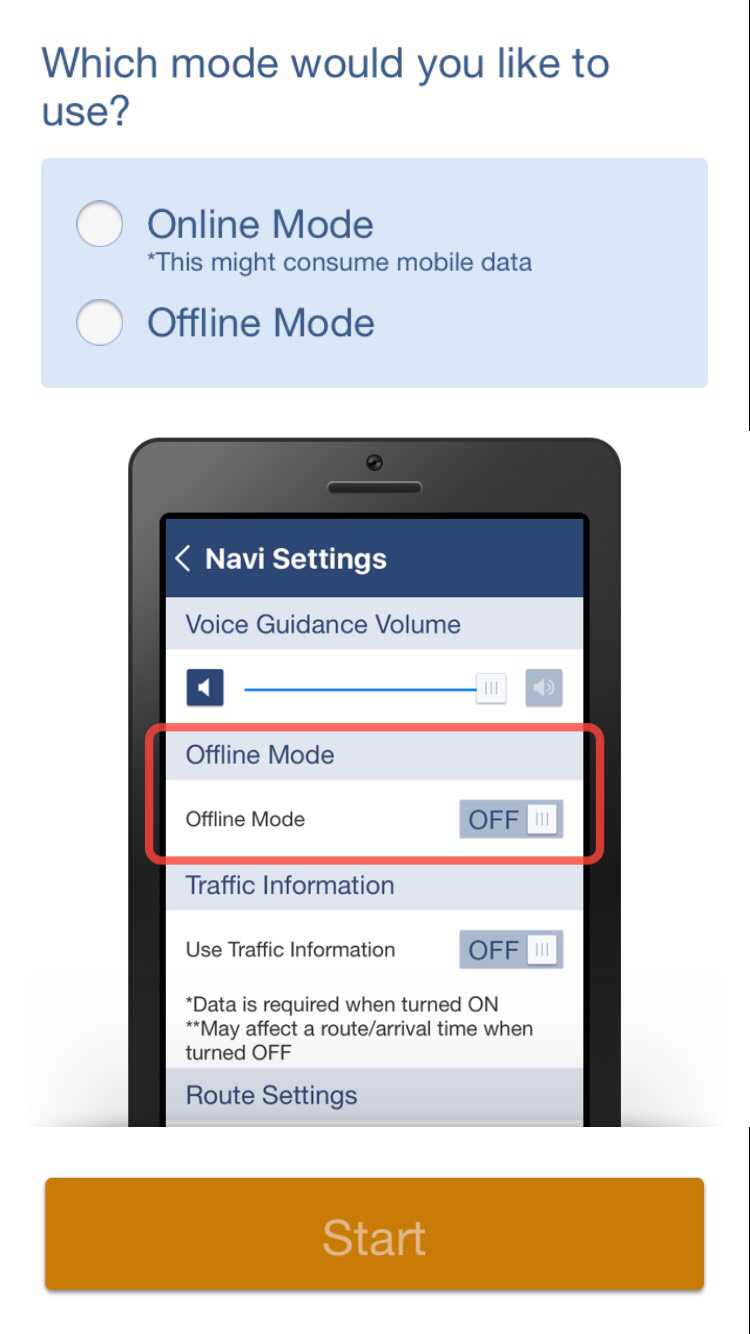 Which mode would you like to
use?
Online Mode
*This might consume mobile data
Offline Mode
Navi Settings
Voice Guidance Volume
Offline Mode
Offline Mode OFF
Traffic Information
Use Traffic Information OFF
*Data is required when turned ON
**May affect a route/arrival time when
turned OFF
Route Settings
Start